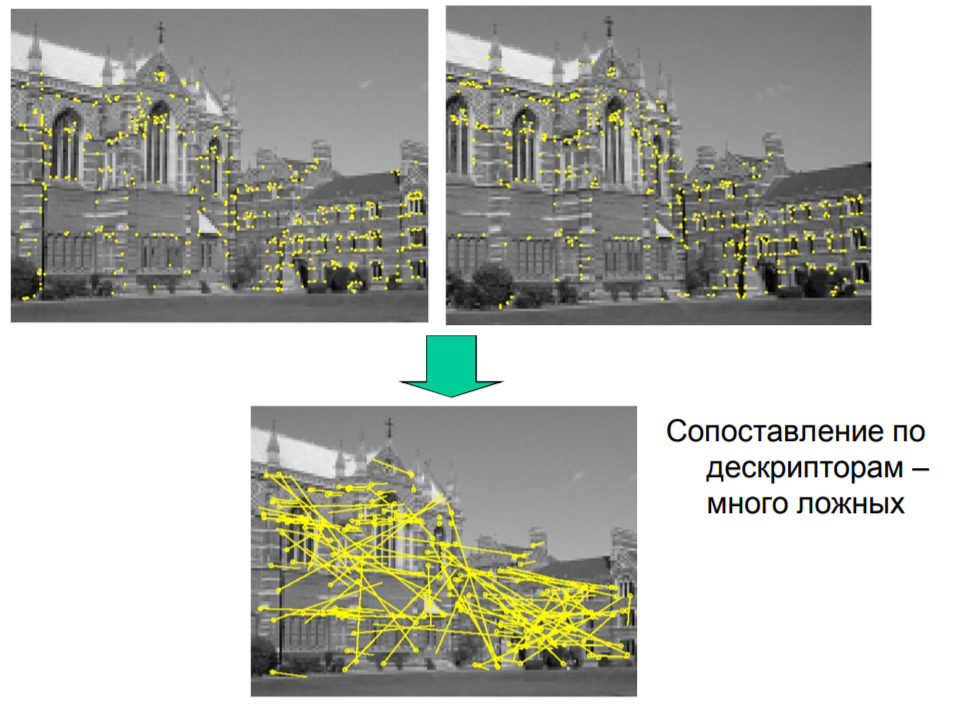 Сопоставление по
дескрипторам –
много ложных